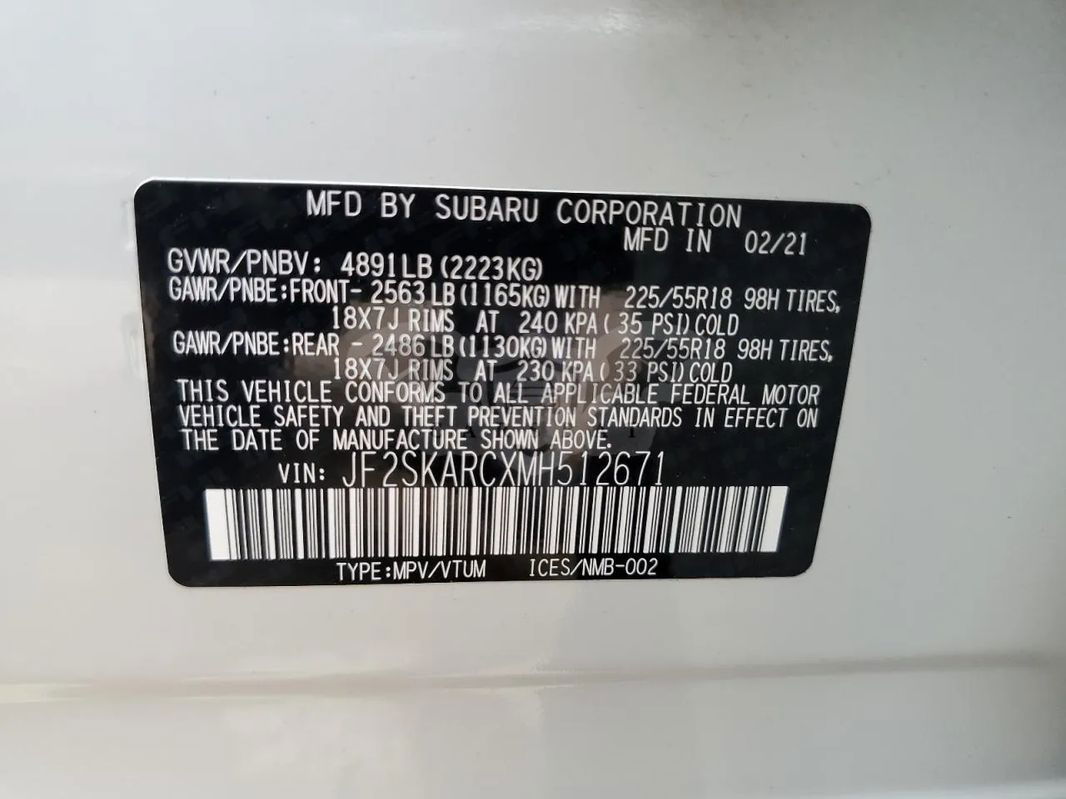 MFD BY SUBARU CORPORATION
MFD IN 02/21
GVWR/PNBV: 4891LB (2223KG)
GAWR/PNBE:FRONT- 2563 LB (1165KG) WITH 225/55R18 98H TIRES,
18X7J RIMS AT 240 KPA ( 35 PSI) COLD
GAWR/PNBE:REAR - 2486 LB (1130KG) WITH 225/55R18 98H TIRES,
18X7J RIMS AT 230 KPA ( 33 PSI) COLD
THIS VEHICLE CONFORMS TO ALL APPLICABLE FEDERAL MOTOR
VEHICLE SAFETY AND THEFT PREVENTION STANDARDS IN EFFECT ON
THE DATE OF MANUFACTURE SHOWN ABOVE.
VIN: JF2SKARCXMH512671
TYPE:MPV/VTUM ICES/NMB-002